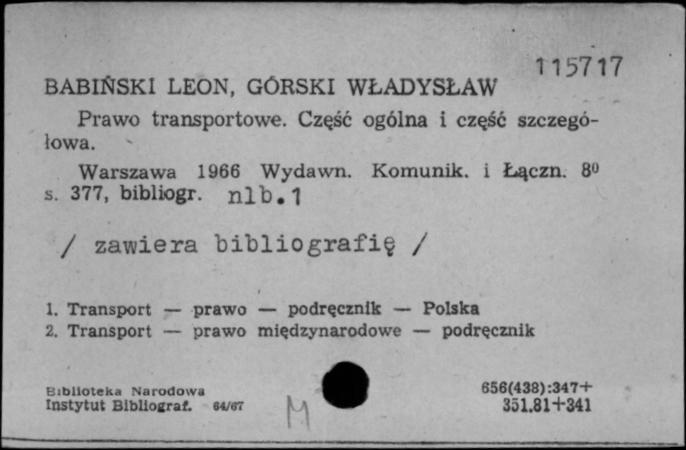 115717
BABIŃSKI LEON, GÓRSKI WŁADYSŁAW
Prawo transportowe. Część ogólna i część szczegó-
łowa.
Warszawa 1966 Wydawn. Komunik. i Łączn. 8⁰
s. 377, bibliogr. nlb.1
/ zawiera bibliografię /
1. Transport — prawo — podręcznik — Polska
2. Transport — prawo międzynarodowe — podręcznik
Biblioteka Narodowa 656(438):347+
Instytut Bibliograf. 64/67 M 351.81+341